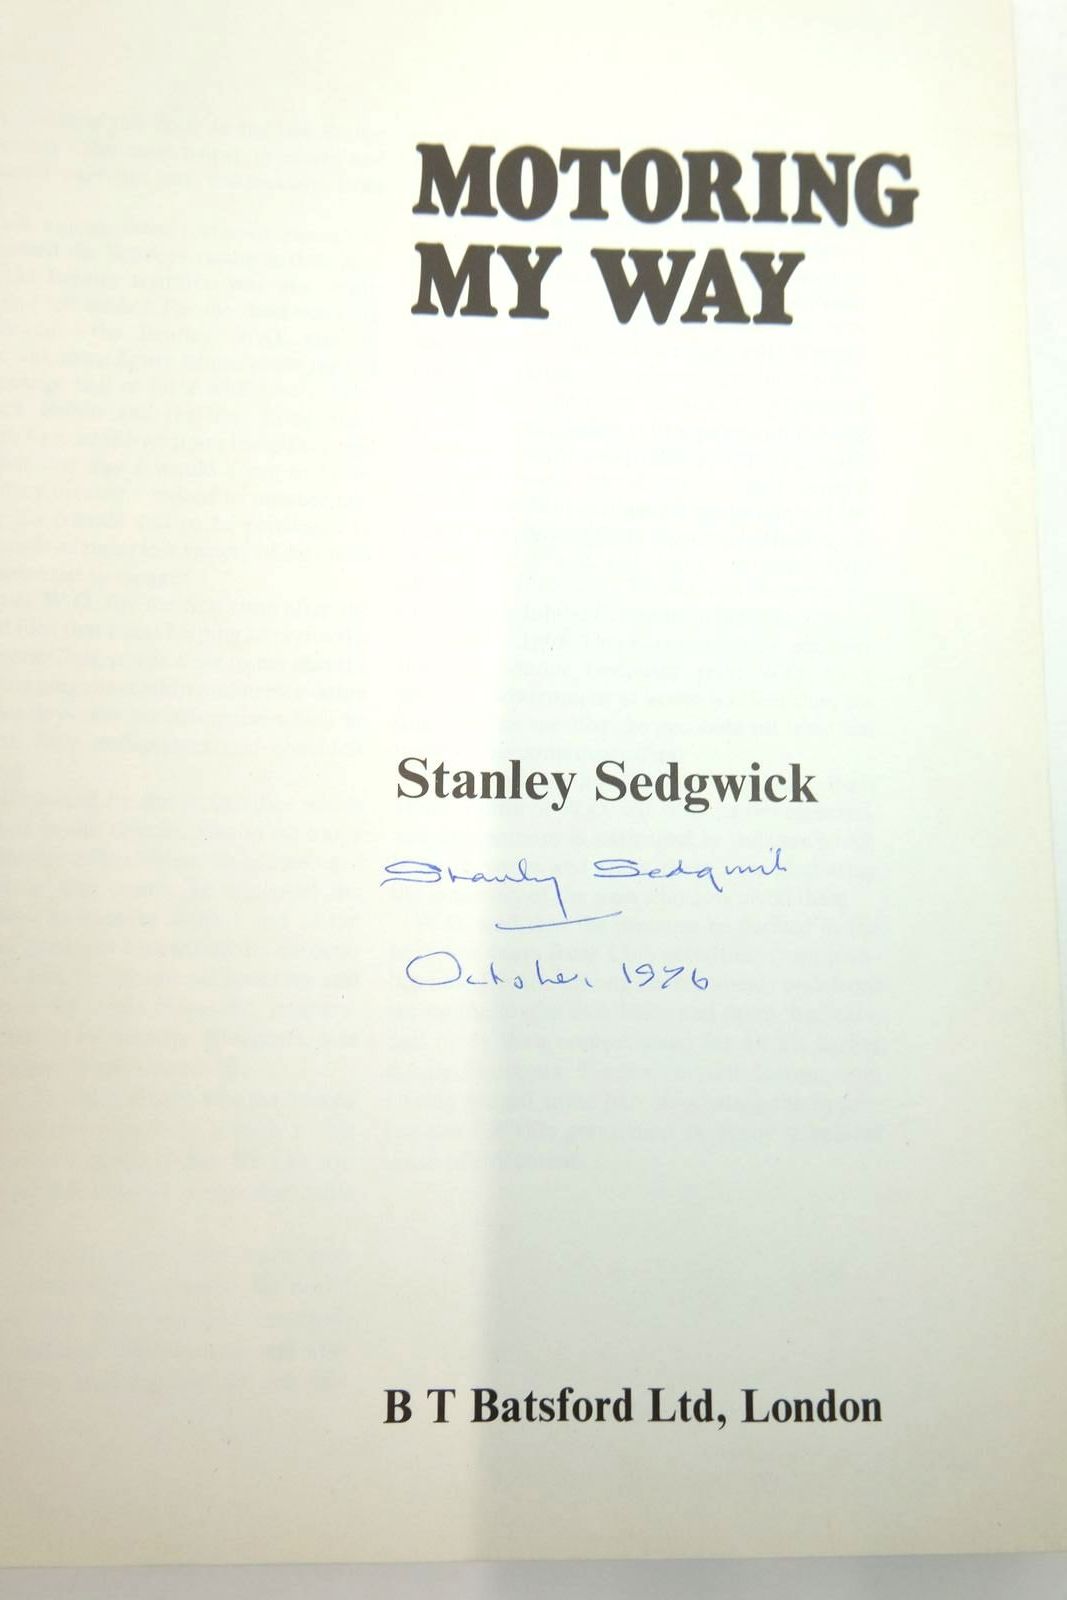 MOTORING
MY WAY
Stanley Sedgwick
Stanley Sedgwick
October, 1976
B T Batsford Ltd, London